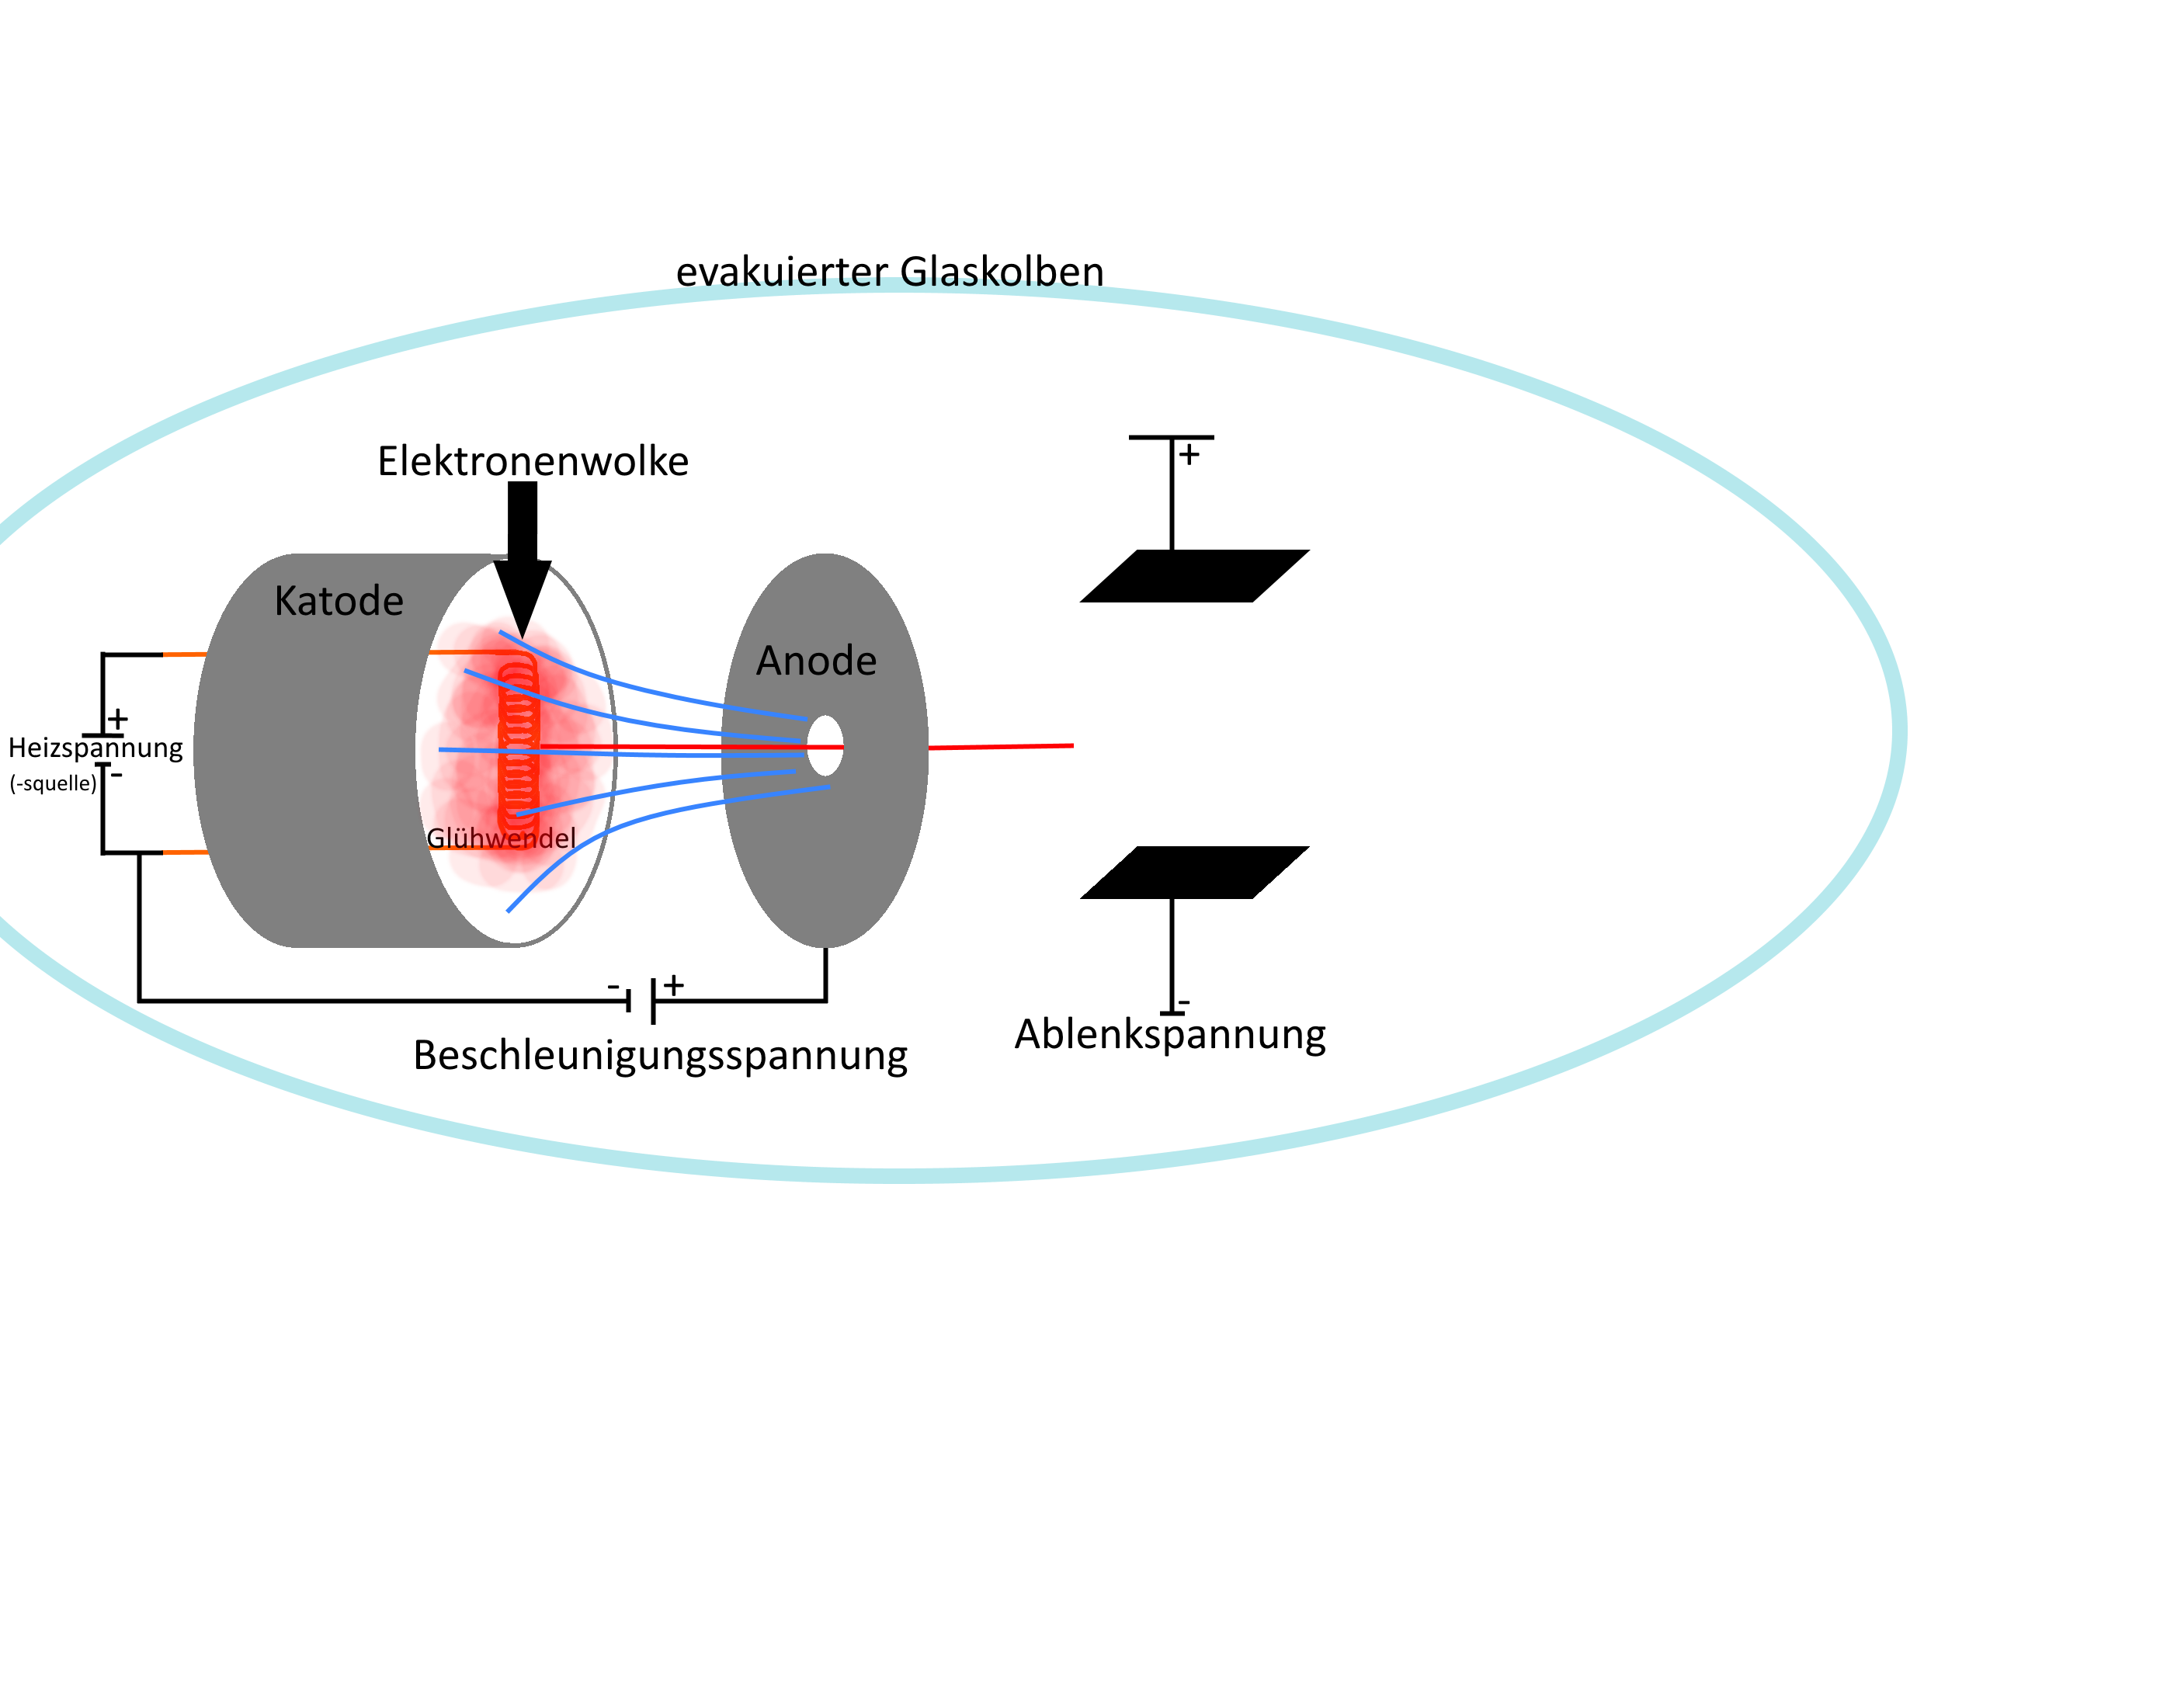 evakuierter Glaskolben
Elektronenwolke
+
Katode
Anode
+
Heizspannung
-
(-squelle)
Glühwendel
- +
-
Ablenkspannung
Beschleunigungsspannung